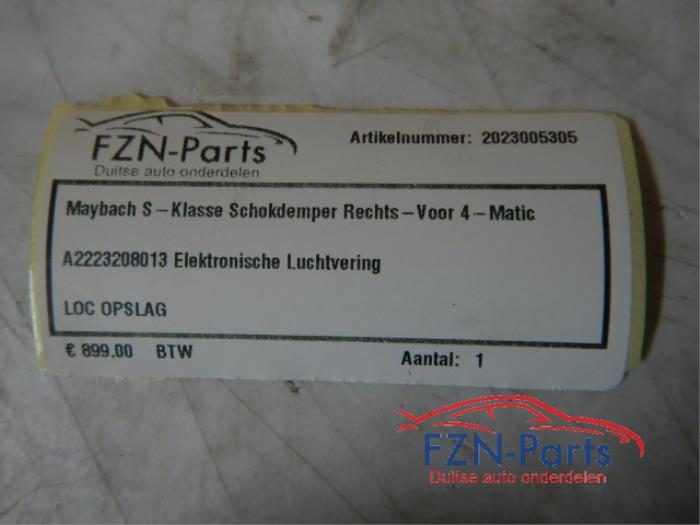 FZN-Parts
Duitse auto onderdelen
Artikelnummer: 2023005305
Maybach S-Klasse Schokdemper Rechts-Voor 4-Matic
A2223208013 Elektronische Luchtvering
LOC OPSLAG
€ 899.00 BTW
Aantal: 1
FZN-Parts
Duitse auto onderdelen